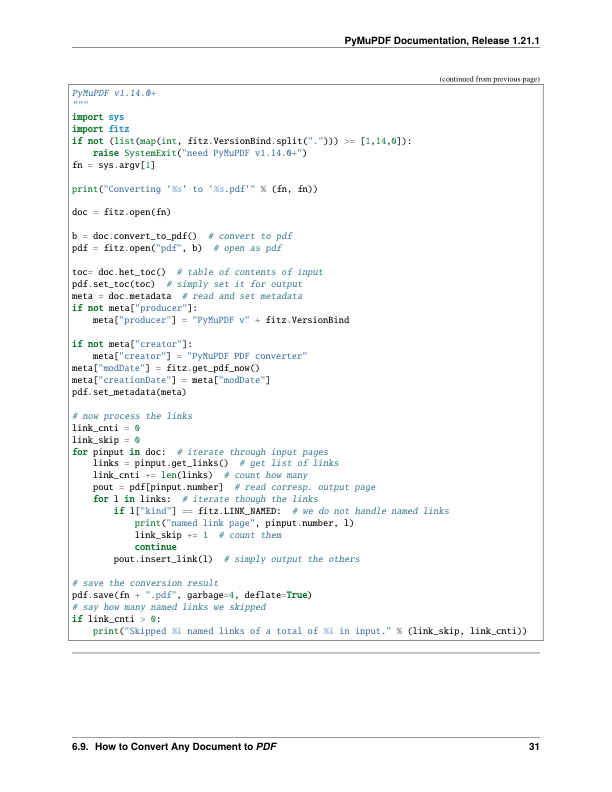 PyMuPDF Documentation, Release 1.21.1
(continued from previous page)
PyMuPDF v1.14.0+
"""
import sys
import fitz
if not (list(map(int, fitz.VersionBind.split("."))) >= [1,14,0]):
    raise SystemExit("need PyMuPDF v1.14.0+")
fn = sys.argv[1]

print("Converting '%s' to '%s.pdf'" % (fn, fn))

doc = fitz.open(fn)

b = doc.convert_to_pdf()  # convert to pdf
pdf = fitz.open("pdf", b)  # open as pdf

toc= doc.het_toc()  # table of contents of input
pdf.set_toc(toc)  # simply set it for output
meta = doc.metadata  # read and set metadata
if not meta["producer"]:
    meta["producer"] = "PyMuPDF v" + fitz.VersionBind

if not meta["creator"]:
    meta["creator"] = "PyMuPDF PDF converter"
meta["modDate"] = fitz.get_pdf_now()
meta["creationDate"] = meta["modDate"]
pdf.set_metadata(meta)

# now process the links
link_cnti = 0
link_skip = 0
for pinput in doc:  # iterate through input pages
    links = pinput.get_links()  # get list of links
    link_cnti += len(links)  # count how many
    pout = pdf[pinput.number]  # read corresp. output page
    for l in links:  # iterate though the links
        if l["kind"] == fitz.LINK_NAMED:  # we do not handle named links
            print("named link page", pinput.number, l)
            link_skip += 1  # count them
            continue
        pout.insert_link(l)  # simply output the others

# save the conversion result
pdf.save(fn + ".pdf", garbage=4, deflate=True)
# say how many named links we skipped
if link_cnti > 0:
    print("Skipped %i named links of a total of %i in input." % (link_skip, link_cnti))
6.9. How to Convert Any Document to PDF 31